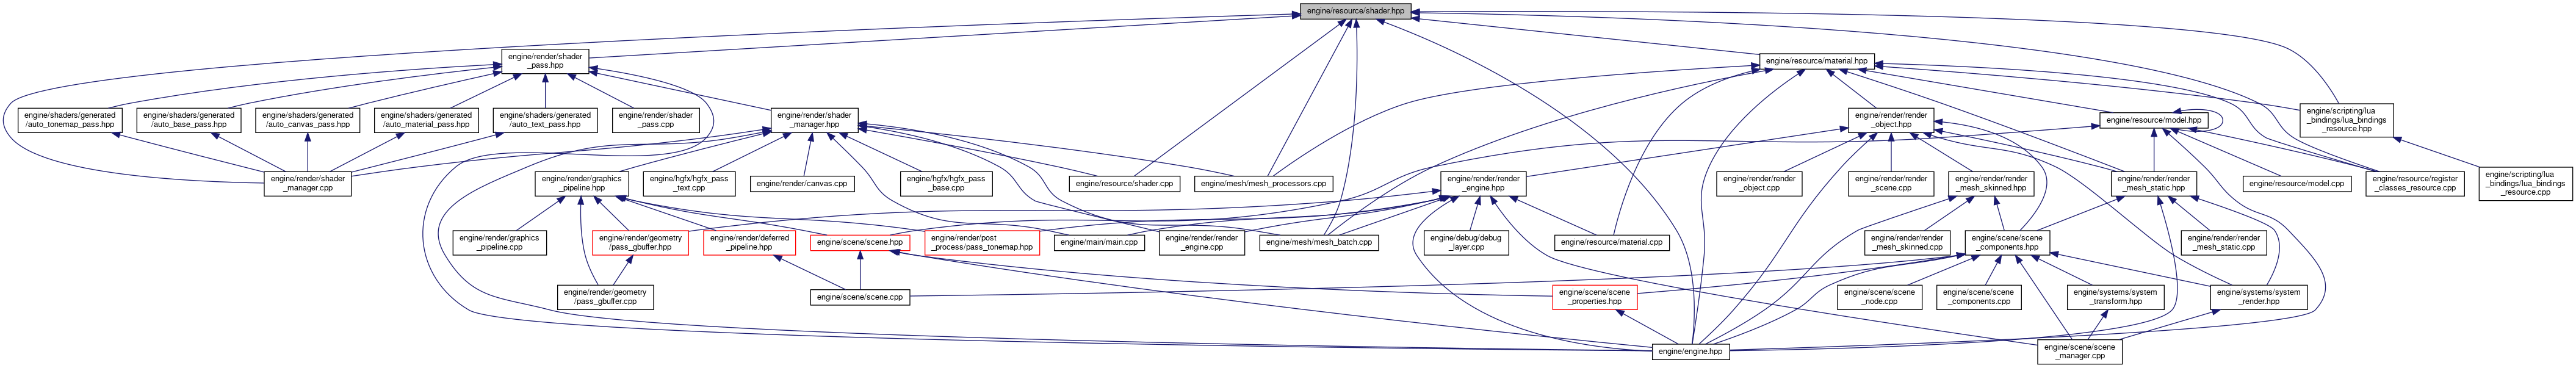 engine/resource/shader.hpp
engine/render/shader
_pass.hpp
engine/resource/material.hpp
engine/shaders/generated
/auto_tonemap_pass.hpp
engine/shaders/generated
/auto_base_pass.hpp
engine/shaders/generated
/auto_canvas_pass.hpp
engine/shaders/generated
/auto_material_pass.hpp
engine/shaders/generated
/auto_text_pass.hpp
engine/render/shader
_pass.cpp
engine/render/shader
_manager.hpp
engine/render/render
_object.hpp
engine/resource/model.hpp
engine/scripting/lua
_bindings/lua_bindings
_resource.hpp
engine/render/shader
_manager.cpp
engine/render/graphics
_pipeline.hpp
engine/hgfx/hgfx_pass
_text.cpp
engine/render/canvas.cpp
engine/hgfx/hgfx_pass
_base.cpp
engine/resource/shader.cpp
engine/mesh/mesh_processors.cpp
engine/render/render
_engine.hpp
engine/render/render
_object.cpp
engine/render/render
_scene.cpp
engine/render/render
_mesh_skinned.hpp
engine/render/render
_mesh_static.hpp
engine/resource/model.cpp
engine/resource/register
_classes_resource.cpp
engine/scripting/lua
_bindings/lua_bindings
_resource.cpp
engine/render/graphics
_pipeline.cpp
engine/render/geometry
/pass_gbuffer.hpp
engine/render/deferred
_pipeline.hpp
engine/scene/scene.hpp
engine/render/post
_process/pass_tonemap.hpp
engine/main/main.cpp
engine/render/render
_engine.cpp
engine/mesh/mesh_batch.cpp
engine/debug/debug
_layer.cpp
engine/resource/material.cpp
engine/render/render
_mesh_skinned.cpp
engine/scene/scene
_components.hpp
engine/render/render
_mesh_static.cpp
engine/render/geometry
/pass_gbuffer.cpp
engine/scene/scene.cpp
engine/scene/scene
_properties.hpp
engine/scene/scene
_node.cpp
engine/scene/scene
_components.cpp
engine/systems/system
_transform.hpp
engine/systems/system
_render.hpp
engine/engine.hpp
engine/scene/scene
_manager.cpp